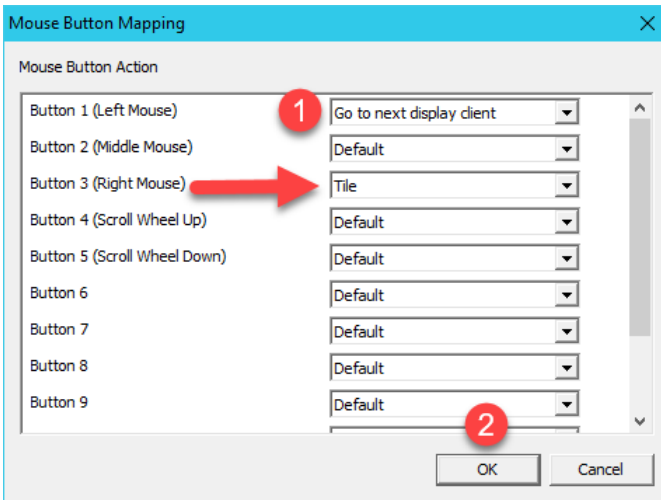 Mouse Button Mapping
Mouse Button Action
Button 1 (Left Mouse) 1 Go to next display client
Button 2 (Middle Mouse) Default
Button 3 (Right Mouse) Tile
Button 4 (Scroll Wheel Up) Default
Button 5 (Scroll Wheel Down) Default
Button 6 Default
Button 7 Default
Button 8 Default
Button 9 Default
2
OK Cancel